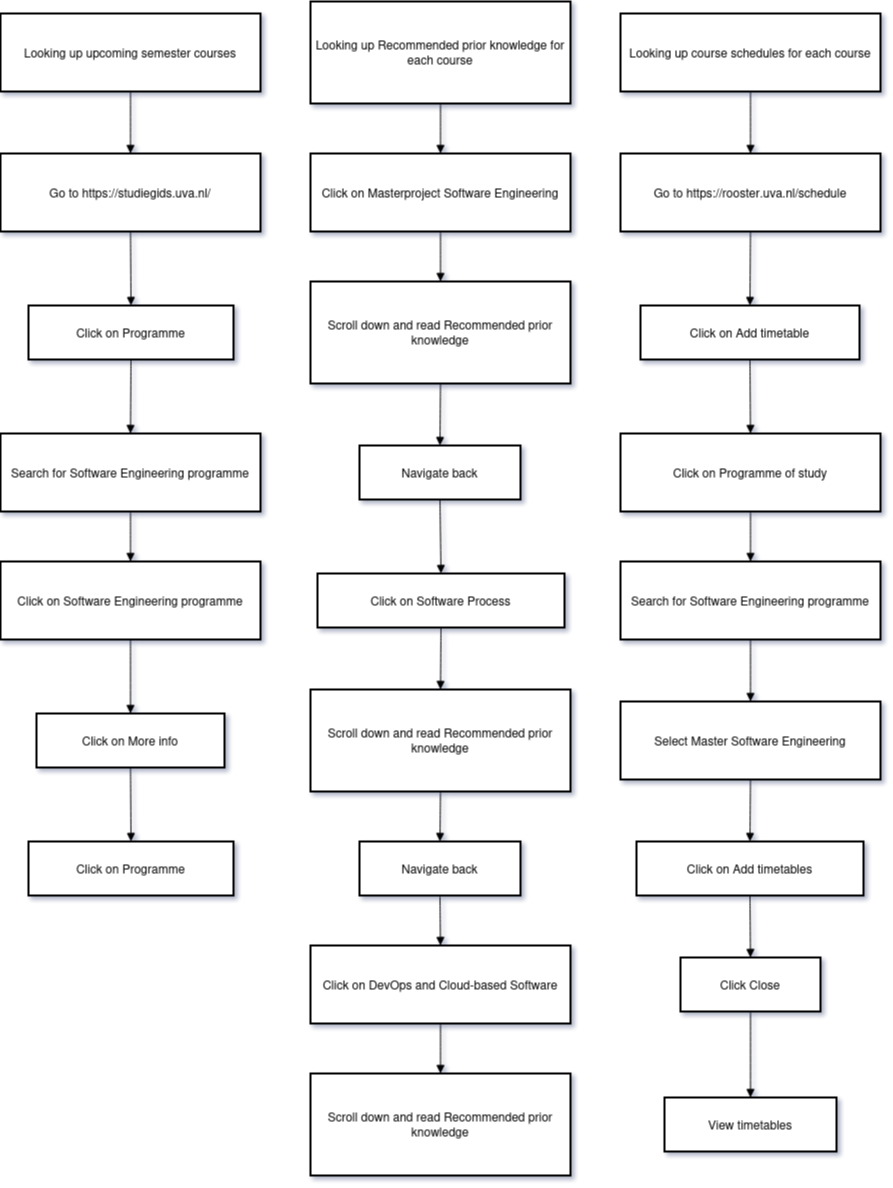 Looking up upcoming semester courses
Go to https://studiegids.uva.nl/
Click on Programme
Search for Software Engineering programme
Click on Software Engineering programme
Click on More info
Click on Programme
Looking up Recommended prior knowledge for
each course
Click on Masterproject Software Engineering
Scroll down and read Recommended prior
knowledge
Navigate back
Click on Software Process
Scroll down and read Recommended prior
knowledge
Navigate back
Click on DevOps and Cloud-based Software
Scroll down and read Recommended prior
knowledge
Looking up course schedules for each course
Go to https://rooster.uva.nl/schedule
Click on Add timetable
Click on Programme of study
Search for Software Engineering programme
Select Master Software Engineering
Click on Add timetables
Click Close
View timetables